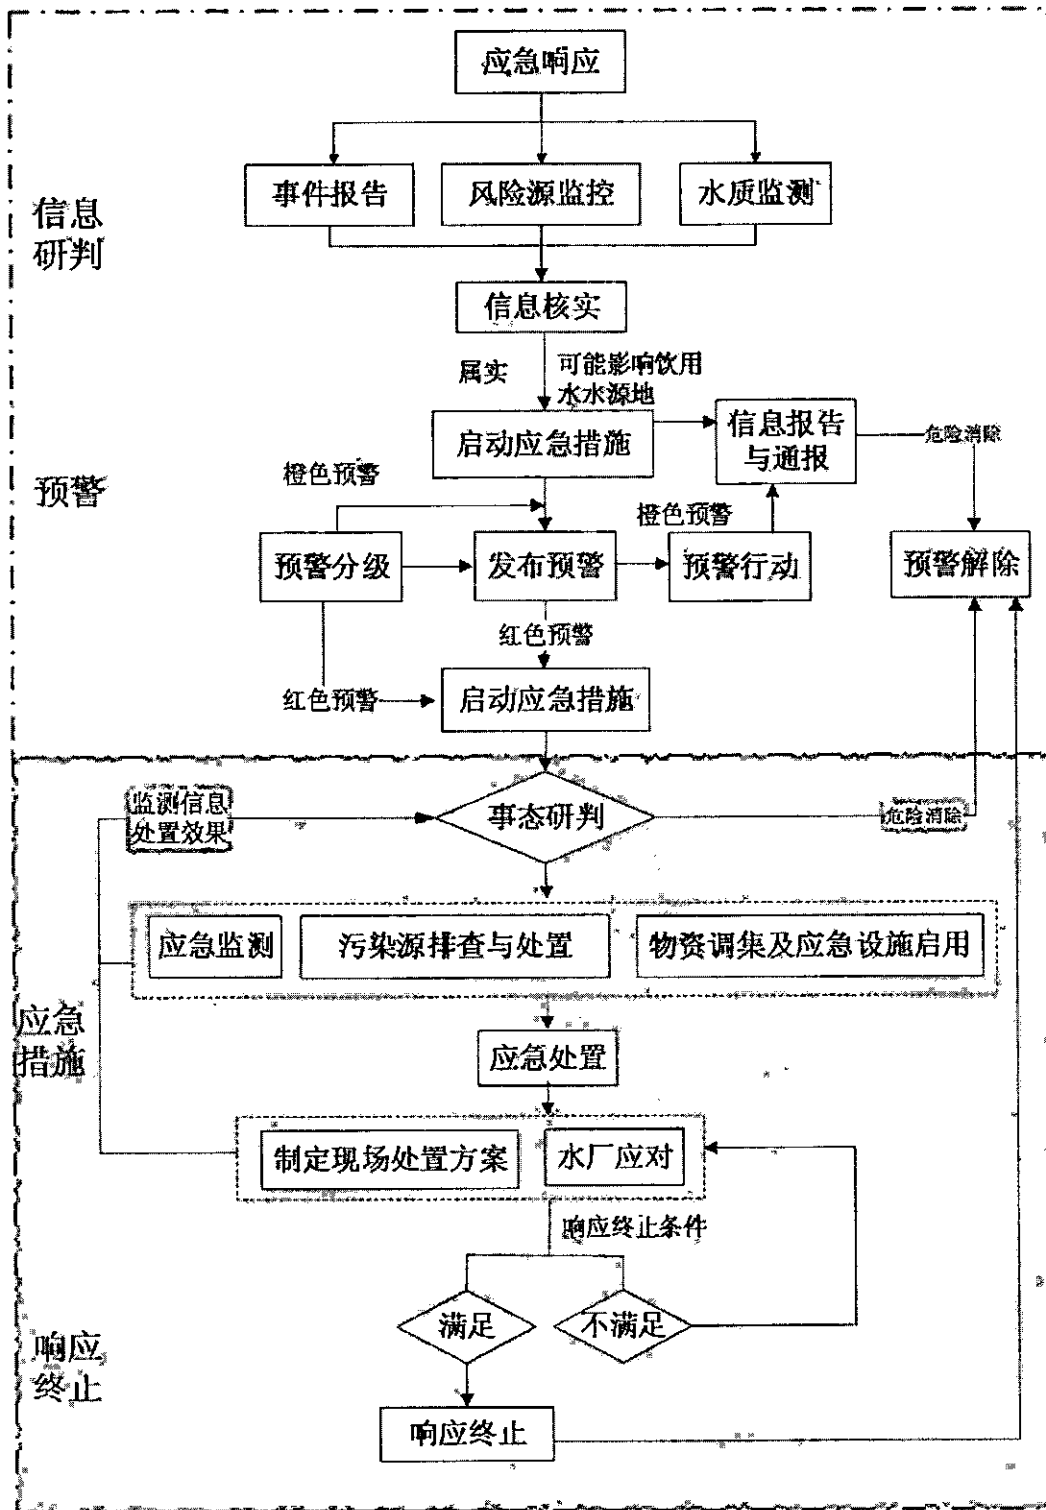 应急响应
事件报告
风险源监控
水质监测
信息
研判
信息核实
属实
可能影响饮用
水水源地
启动应急措施
信息报告
与通报
危险消除
橙色预警
预警
橙色预警
预警分级
发布预警
预警行动
预警解除
红色预警
红色预警
启动应急措施
监测信息
处置效果
事态研判
危险消除
应急监测
污染源排查与处置
物资调集及应急设施启用
应急
措施
应急处置
制定现场处置方案
水厂应对
响应终止条件
满足
不满足
响应
终止
响应终止